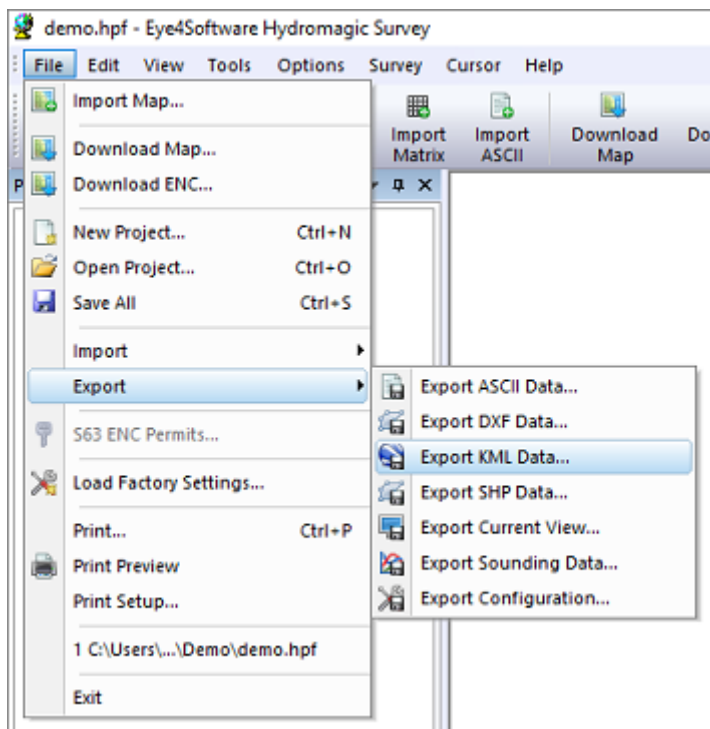 demo.hpf - Eye4Software Hydromagic Survey
File Edit View Tools Options Survey Cursor Help
Import Map...
Download Map...
Download ENC...
New Project... Ctrl+N
Open Project... Ctrl+O
Save All Ctrl+S
Import
Export
S63 ENC Permits...
Load Factory Settings...
Print... Ctrl+P
Print Preview
Print Setup...
1 C:\Users\...\Demo\demo.hpf
Exit
Import Matrix
Import ASCII
Download Map
Do
P
Export ASCII Data...
Export DXF Data...
Export KML Data...
Export SHP Data...
Export Current View...
Export Sounding Data...
Export Configuration...